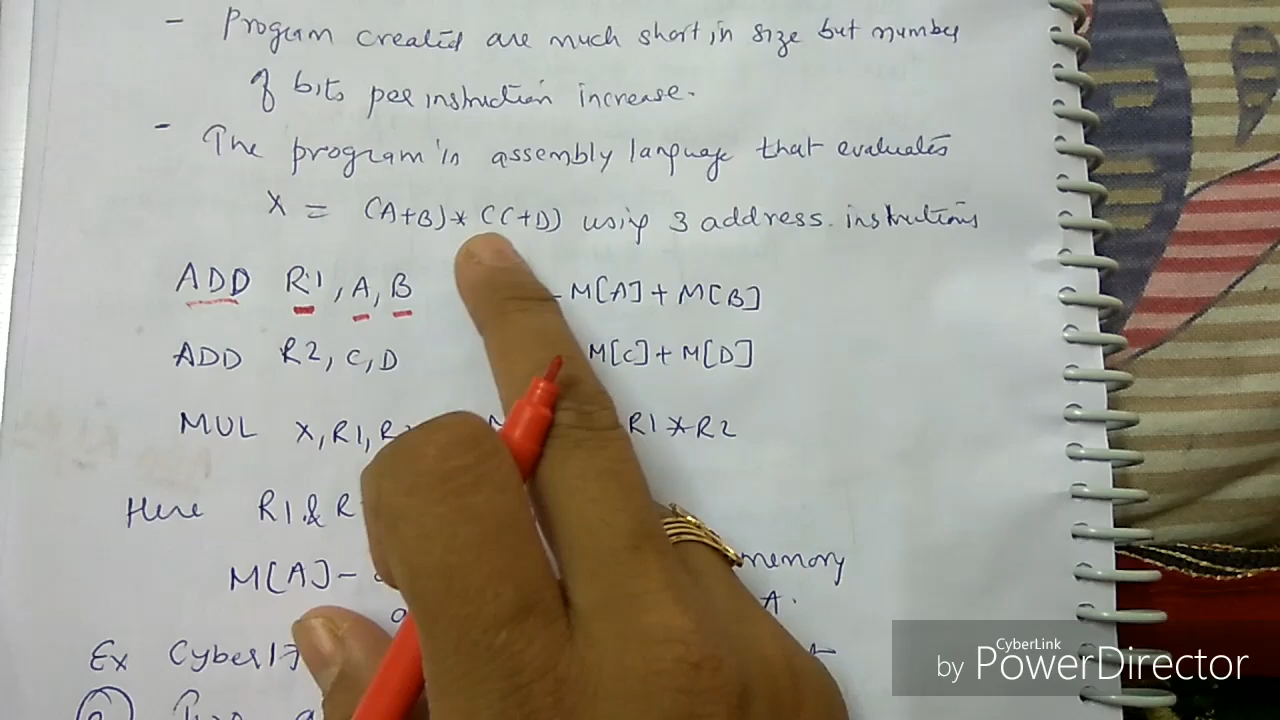 - Program created are much short in size but number
of bits per instruction increase.
- The program in assembly language that evaluates
X = (A+B)* C(+D) using 3 address instructions
ADD R1, A, B - M[A] + M[B]
ADD R2, C, D M[C] + M[D]
MUL X, R1, R R1 * R2
Here R1 & R
M[A] - memory
A.
Ex Cyber 17
CyberLink
by PowerDirector